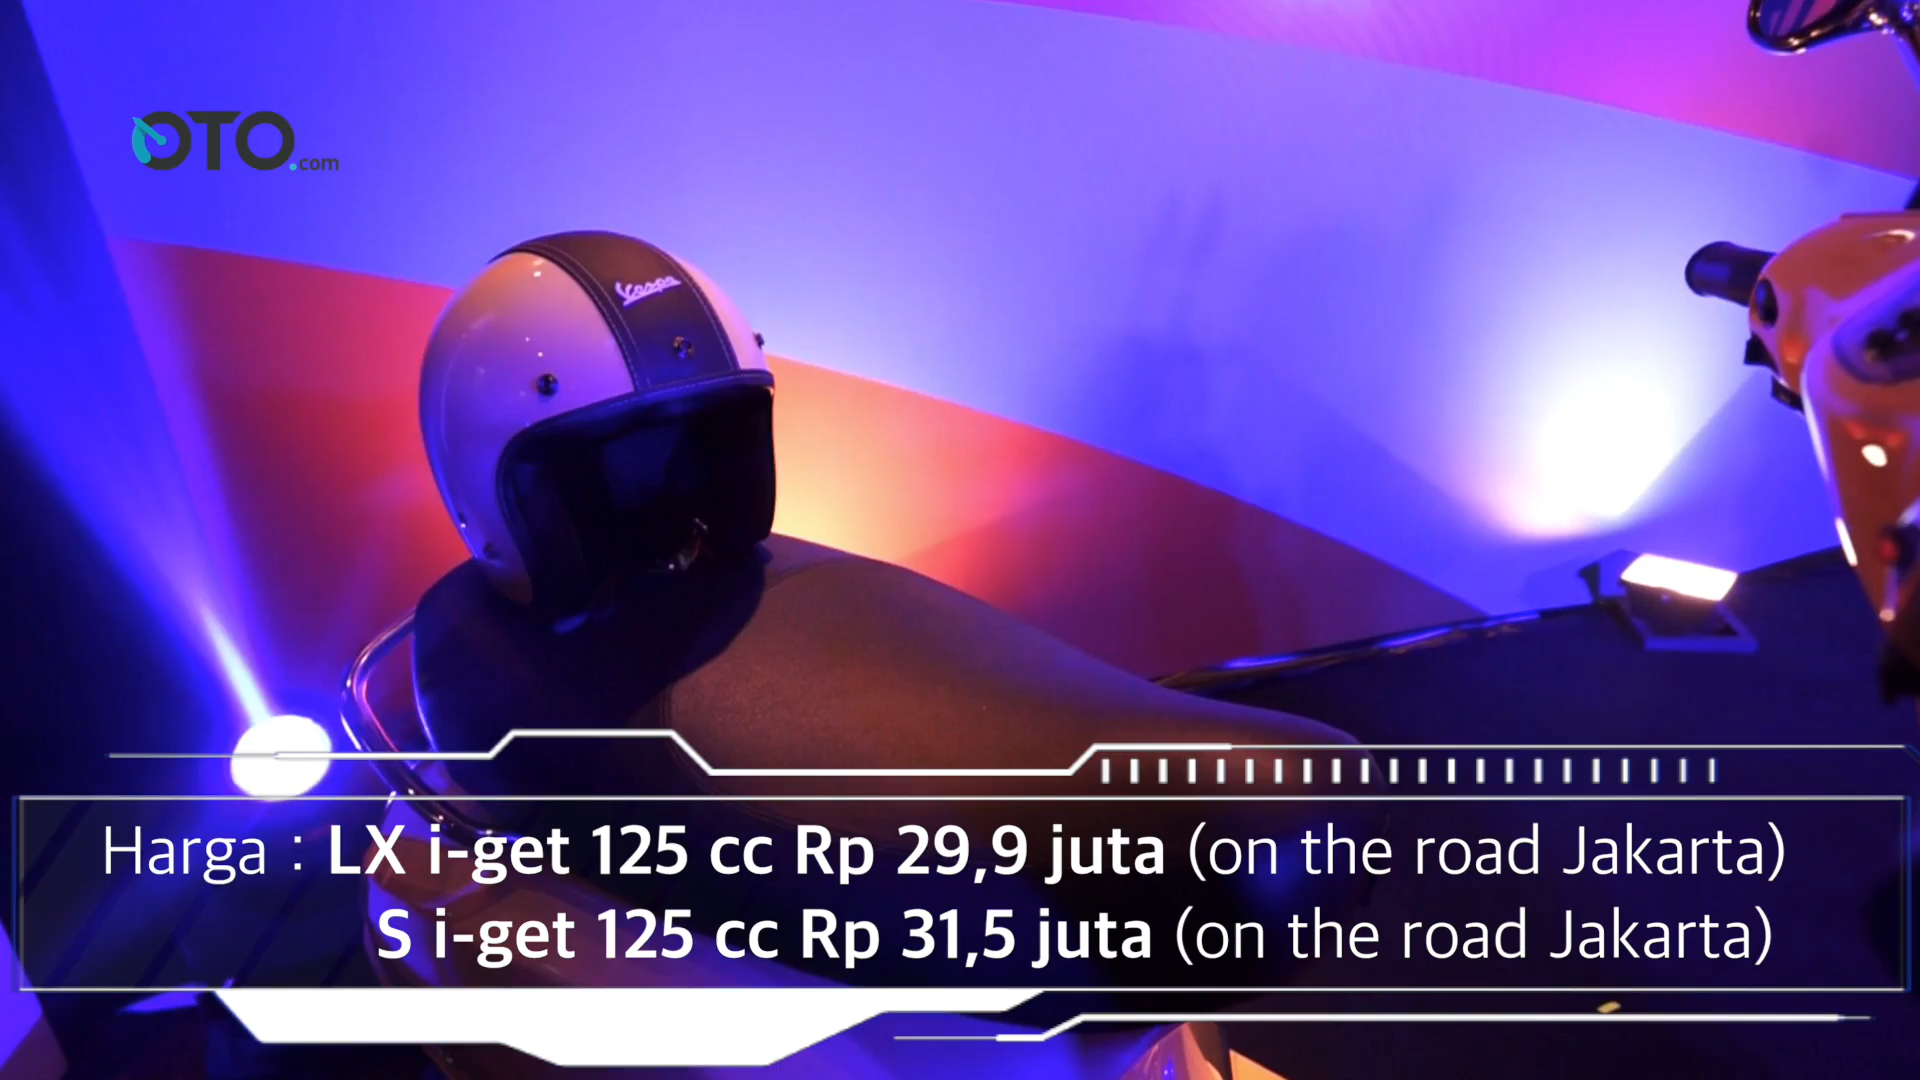 OTO.com
Vespa
Harga : LX i-get 125 cc Rp 29,9 juta (on the road Jakarta)
S i-get 125 cc Rp 31,5 juta (on the road Jakarta)